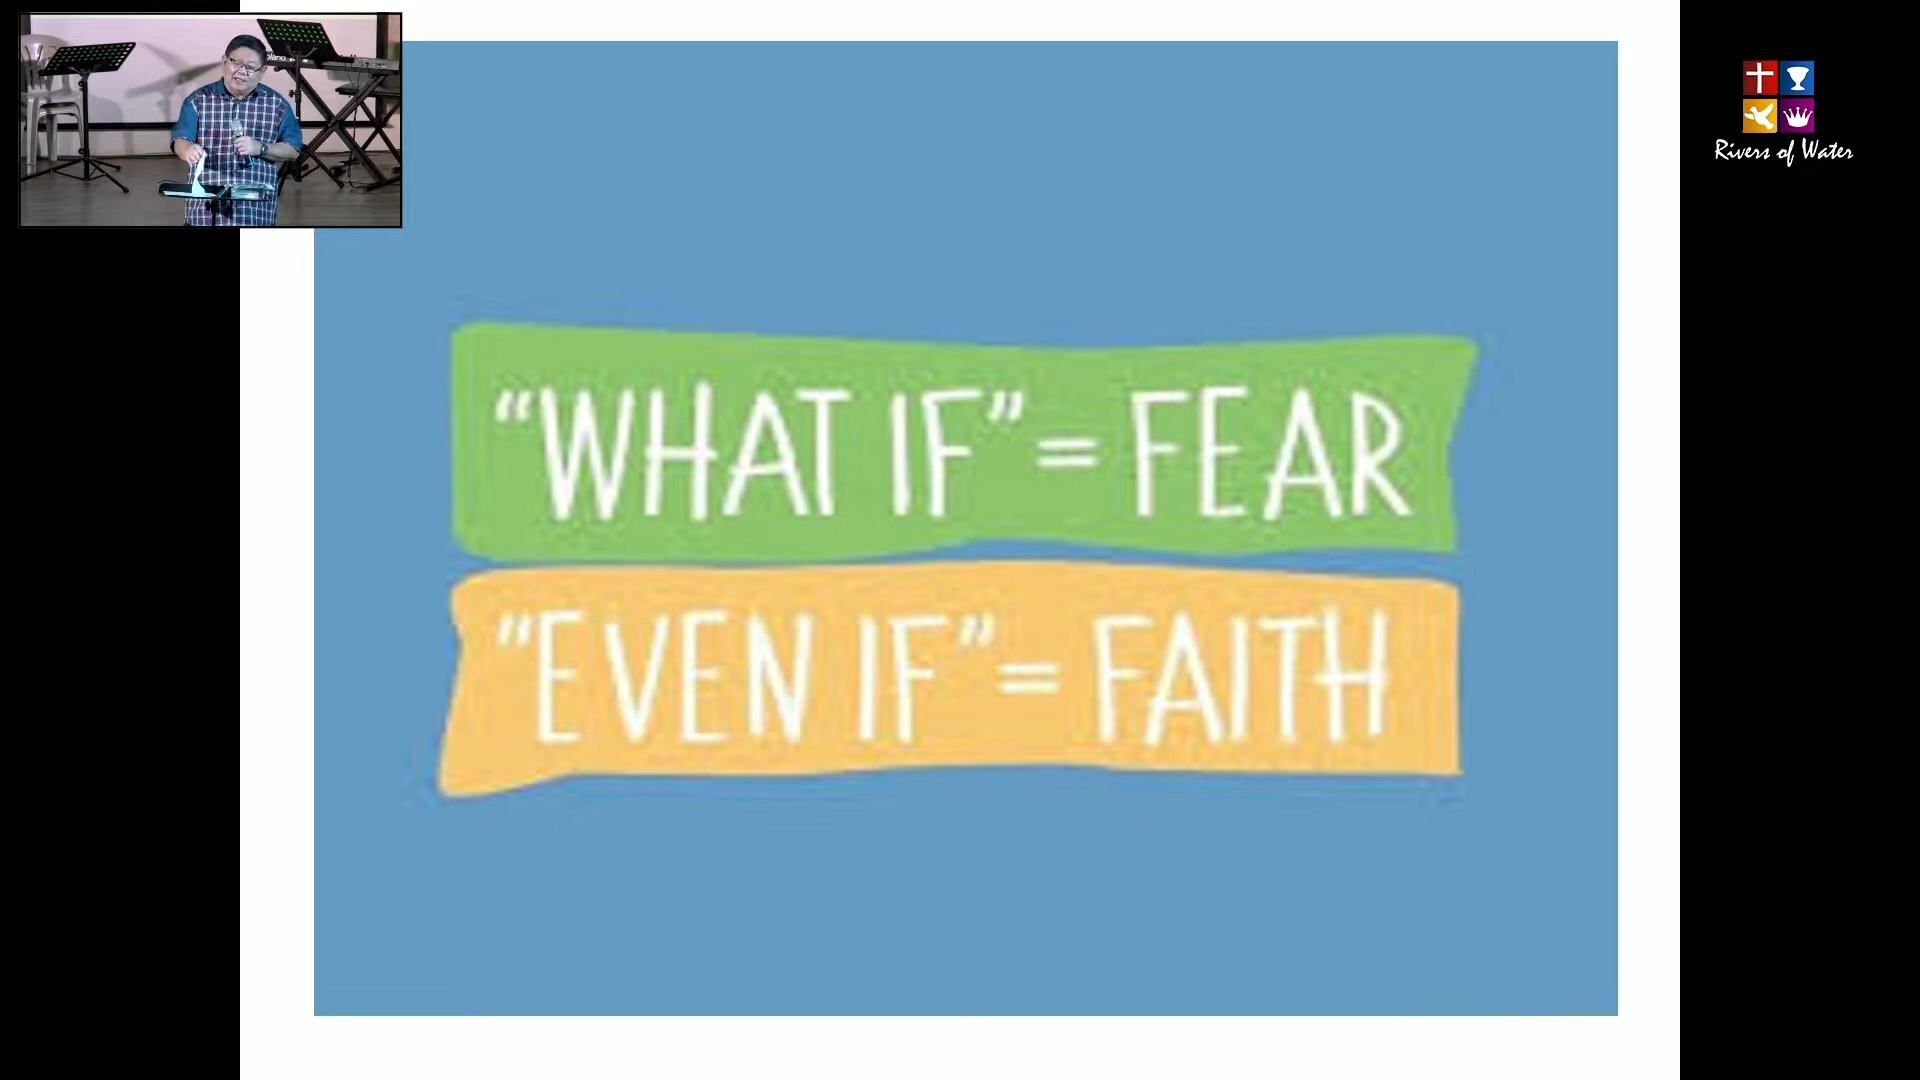 “WHAT IF” = FEAR
“EVEN IF” = FAITH
Rivers of Water